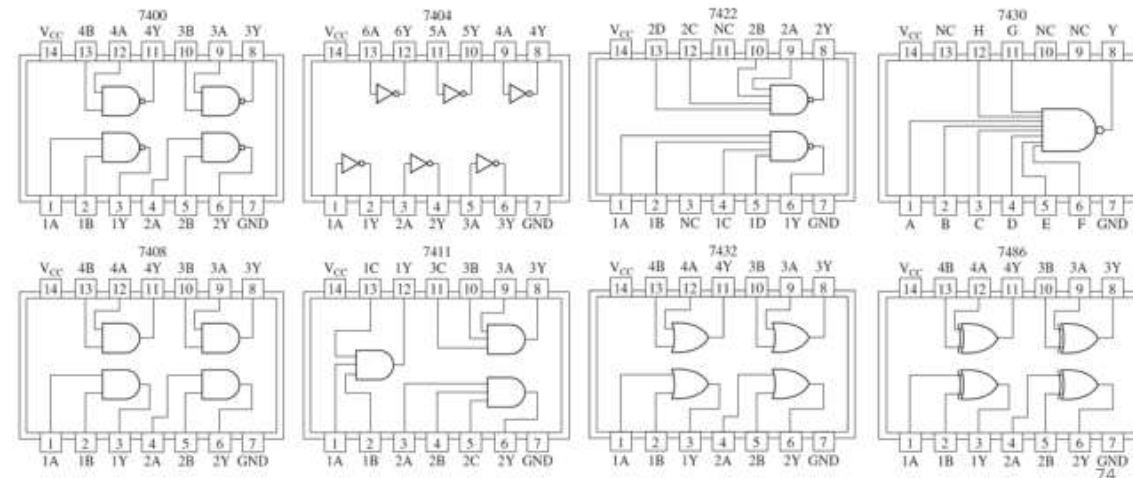 7400 7404 7422 7430
VCC 4B 4A 4Y 3B 3A 3Y VCC 6A 6Y 5A 5Y 4A 4Y VCC 2D 2C NC 2B 2A 2Y VCC NC H G NC NC Y
14 13 12 11 10 9 8 14 13 12 11 10 9 8 14 13 12 11 10 9 8 14 13 12 11 10 9 8
1 2 3 4 5 6 7 1 2 3 4 5 6 7 1 2 3 4 5 6 7 1 2 3 4 5 6 7
1A 1B 1Y 2A 2B 2Y GND 1A 1Y 2A 2Y 3A 3Y GND 1A 1B NC 1C 1D 1Y GND A B C D E F GND
7408 7411 7432 7486
VCC 4B 4A 4Y 3B 3A 3Y VCC 1C 1Y 3C 3B 3A 3Y VCC 4B 4A 4Y 3B 3A 3Y VCC 4B 4A 4Y 3B 3A 3Y
14 13 12 11 10 9 8 14 13 12 11 10 9 8 14 13 12 11 10 9 8 14 13 12 11 10 9 8
1 2 3 4 5 6 7 1 2 3 4 5 6 7 1 2 3 4 5 6 7 1 2 3 4 5 6 7
1A 1B 1Y 2A 2B 2Y GND 1A 1B 2A 2B 2C 2Y GND 1A 1B 1Y 2A 2B 2Y GND 1A 1B 1Y 2A 2B 2Y GND
74